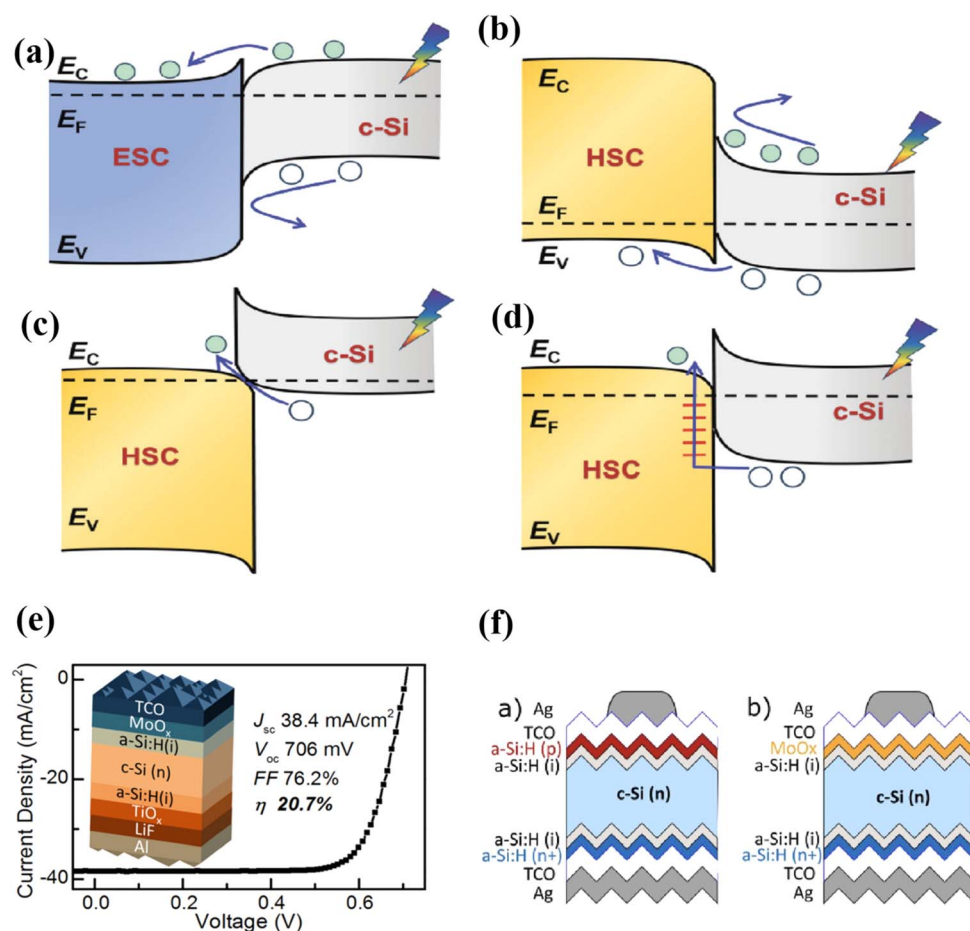 (a)
E_C
E_F
ESC
c-Si
E_V
(b)
E_C
HSC
c-Si
E_F
E_V
(c)
c-Si
E_C
E_F
HSC
E_V
(d)
E_C
E_F
c-Si
HSC
E_V
(e)
Current Density (mA/cm²)
0
-20
-40
TCO
MoOₓ
a-Si:H(i)
c-Si (n)
a-Si:H(i)
TiOₓ
LiF
Al
J_sc 38.4 mA/cm²
V_oc 706 mV
FF 76.2%
η 20.7%
0.0 0.2 0.4 0.6
Voltage (V)
(f)
a)
Ag
TCO
a-Si:H (p)
a-Si:H (i)
c-Si (n)
a-Si:H (i)
a-Si:H (n+)
TCO
Ag
b)
Ag
TCO
MoOx
a-Si:H (i)
c-Si (n)
a-Si:H (i)
a-Si:H (n+)
TCO
Ag